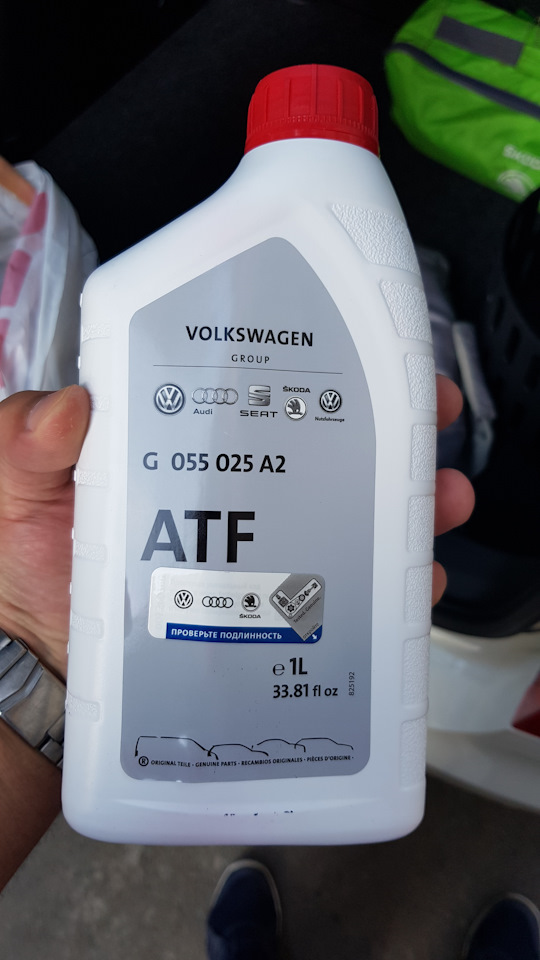 VOLKSWAGEN
GROUP
Audi
SEAT
ŠKODA
Nutzfahrzeuge
G 055 025 A2
ATF
ŠKODA
ПРОВЕРЬТЕ ПОДЛИННОСТЬ
e 1L
33.81 fl oz
825192
® ORIGINAL TEILE · GENUINE PARTS · RECAMBIOS ORIGINALES · PIÈCES D'ORIGINE ·